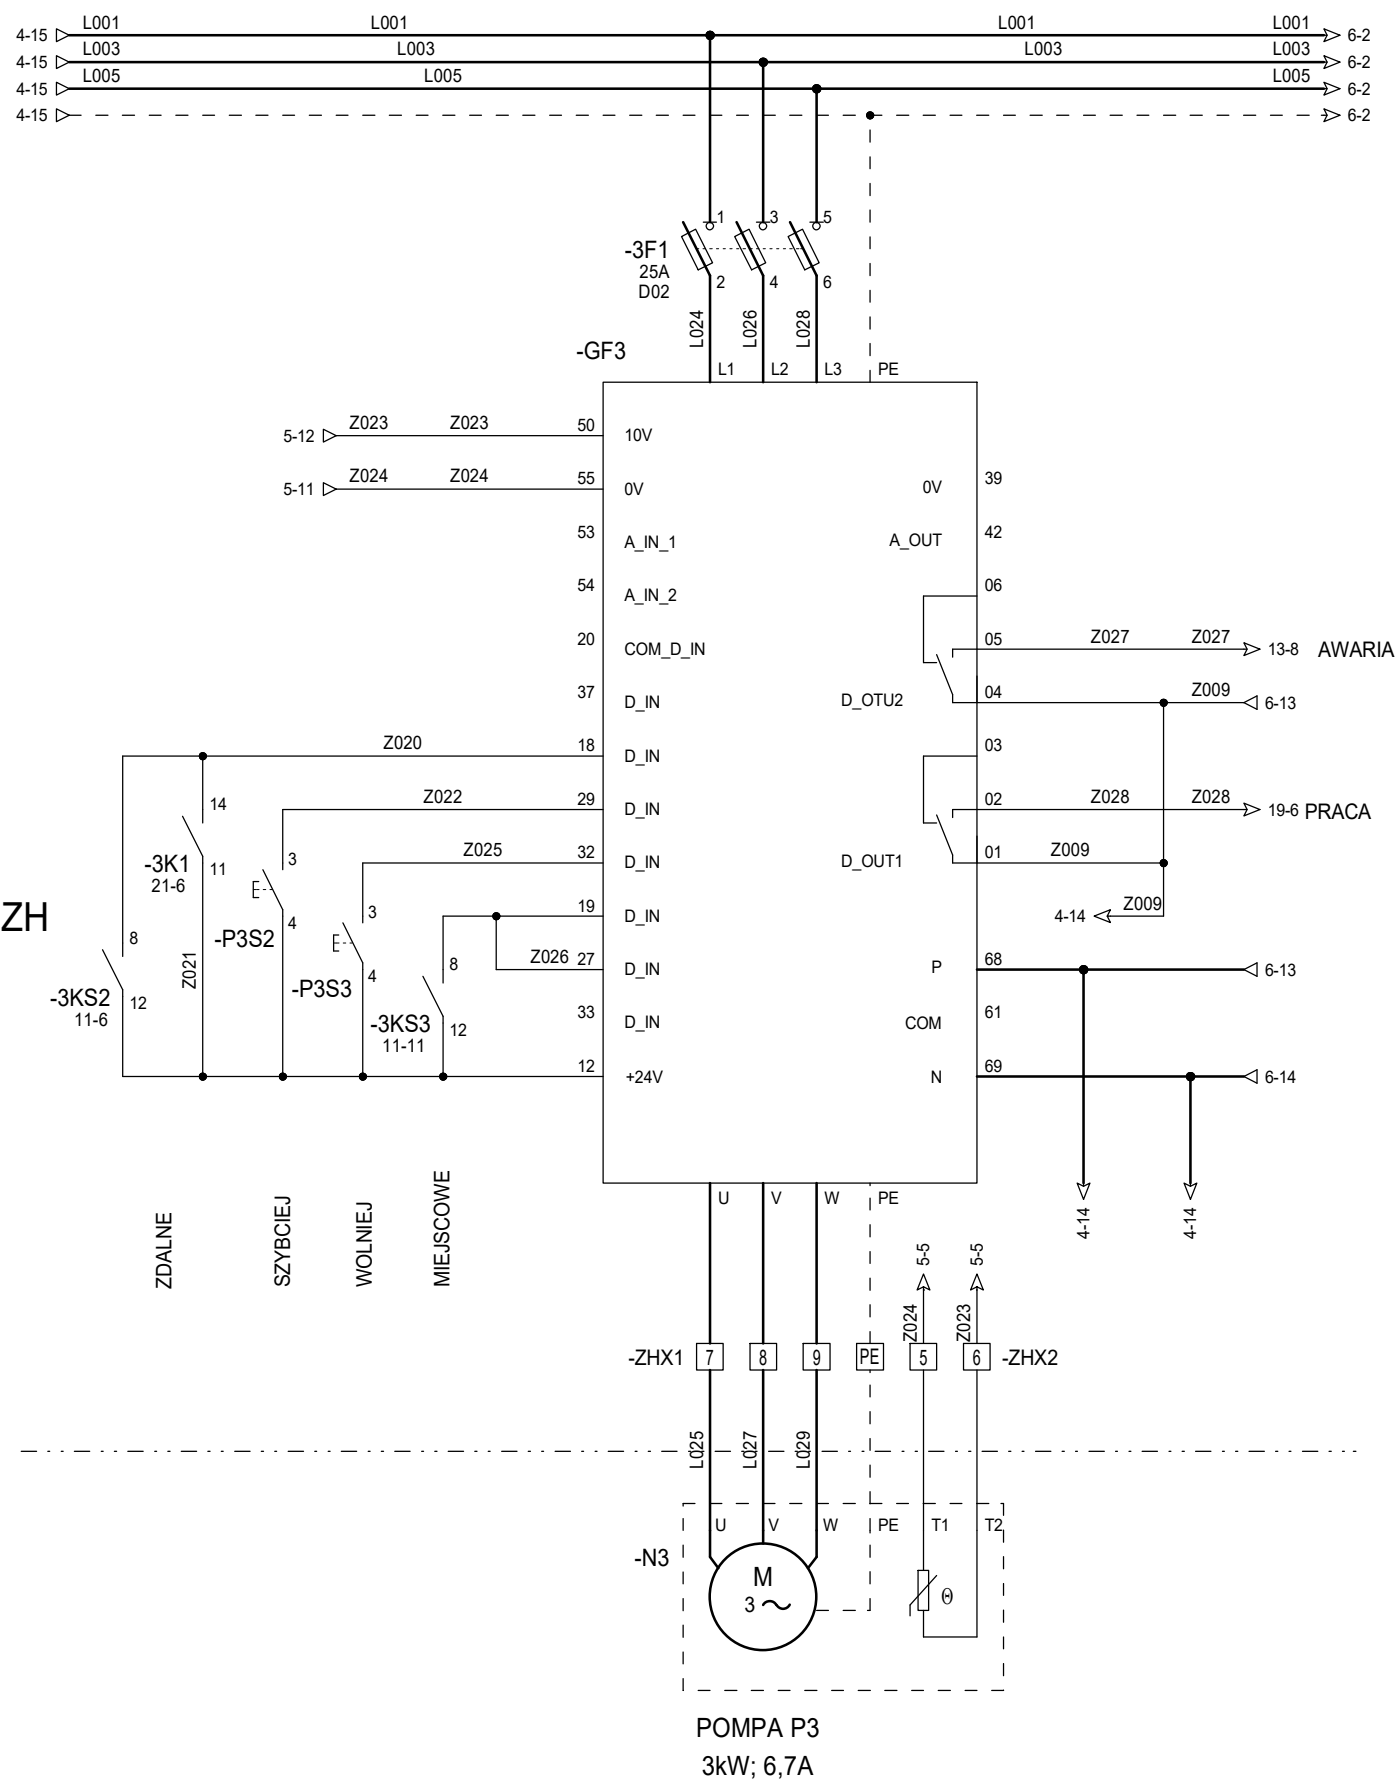 L001 L001 L001 L001
4-15 6-2
L003 L003 L003 L003
4-15 6-2
L005 L005 L005
4-15 6-2
4-15 6-2
1 3 5
-3F1
25A
D02
2 4 6
L024 L026 L028
-GF3
L1 L2 L3 PE
5-12 Z023 Z023 50 10V
5-11 Z024 Z024 55 0V
0V 39
53 A_IN_1
A_OUT 42
54 A_IN_2
06
20 COM_D_IN
05 Z027 Z027 13-8 AWARIA
37 D_IN
D_OTU2 04 Z009 6-13
Z020 18 D_IN
03
14
Z022 29 D_IN
02 Z028 Z028 19-6 PRACA
-3K1
21-6
11
3
Z025 32 D_IN
D_OUT1 01 Z009
ZH
4
-P3S2
3
19 D_IN
4-14 Z009
8
Z021
-3KS2
11-6
12
4
-P3S3
8
Z026 27 D_IN
P 68 6-13
-3KS3
11-11
12
33 D_IN
COM 61
12 +24V
N 69 6-14
ZDALNE
SZYBCIEJ
WOLNIEJ
MIEJSCOWE
U V W PE
4-14 4-14
5-5 5-5
Z024 Z023
-ZHX1 7 8 9 PE 5 6 -ZHX2
L025 L027 L029
U V W PE T1 T2
-N3
M
3
Θ
POMPA P3
3kW; 6,7A